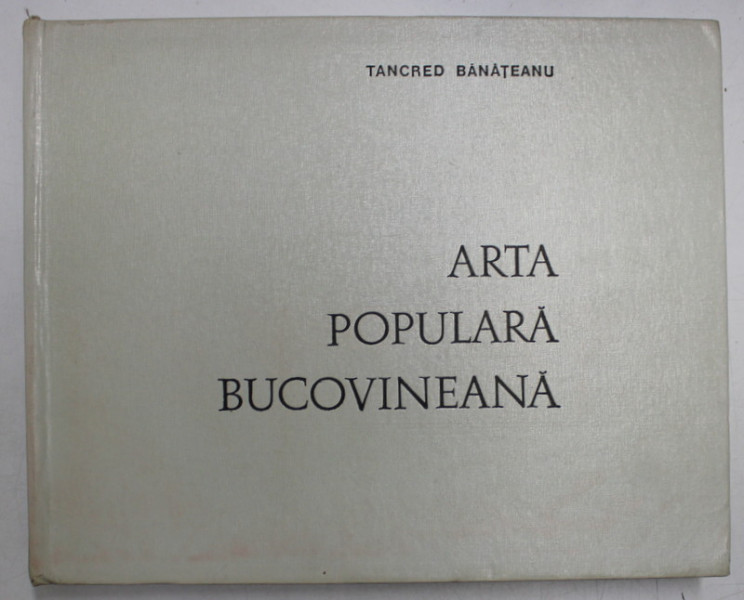 TANCRED BĂNĂȚEANU
ARTA
POPULARĂ
BUCOVINEANĂ